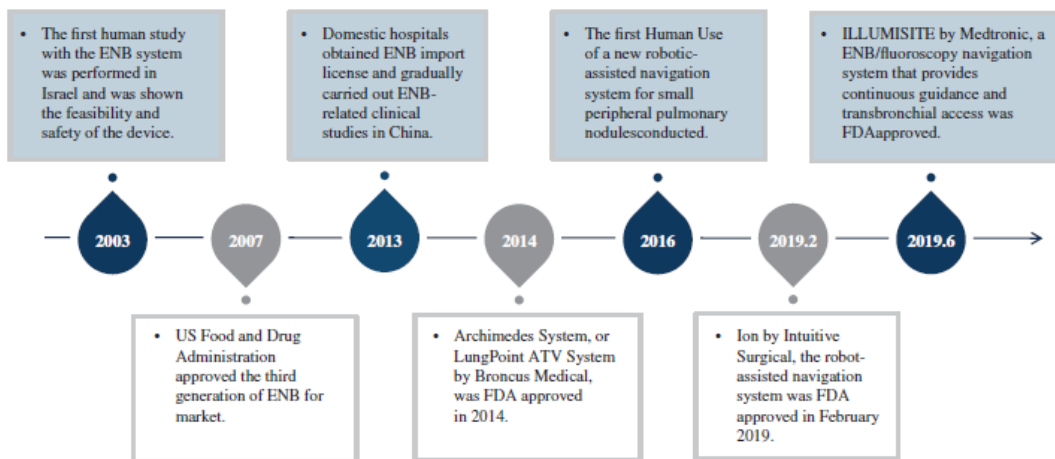 • The first human study
with the ENB system
was performed in
Israel and was shown
the feasibility and
safety of the device.
• Domestic hospitals
obtained ENB import
license and gradually
carried out ENB-
related clinical
studies in China.
• The first Human Use
of a new robotic-
assisted navigation
system for small
peripheral pulmonary
nodulesconducted.
• ILLUMISITE by Medtronic, a
ENB/fluoroscopy navigation
system that provides
continuous guidance and
transbronchial access was
FDAapproved.
2003
2007
2013
2014
2016
2019.2
2019.6
• US Food and Drug
Administration
approved the third
generation of ENB for
market.
• Archimedes System, or
LungPoint ATV System
by Broncus Medical,
was FDA approved
in 2014.
• Ion by Intuitive
Surgical, the robot-
assisted navigation
system was FDA
approved in February
2019.